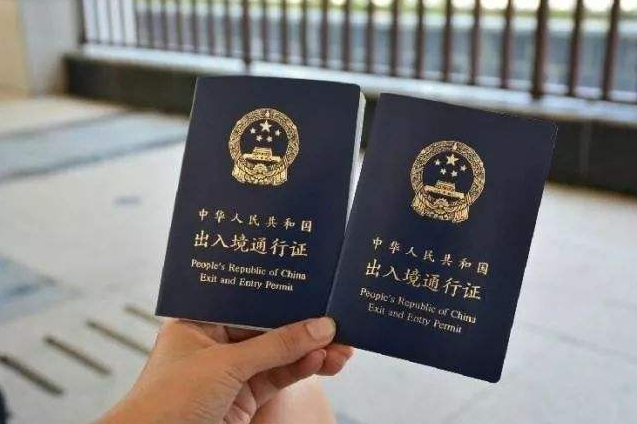 中华人民共和国
出入境通行证
People's Republic of China
Exit and Entry Permit
中华人民共和国
出入境通行证
People's Republic of China
Exit and Entry Permit